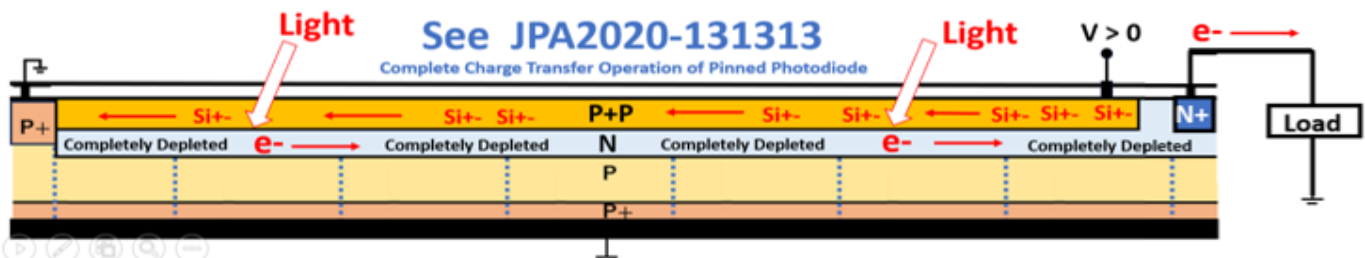 Light
See JPA2020-131313
Light
V > 0
e-
Complete Charge Transfer Operation of Pinned Photodiode
P+
Si+-
Si+- Si+-
P+P
Si+-
Si+-
Si+- Si+- Si+-
N+
Load
Completely Depleted
e-
Completely Depleted
N
Completely Depleted
e-
Completely Depleted
P
P+